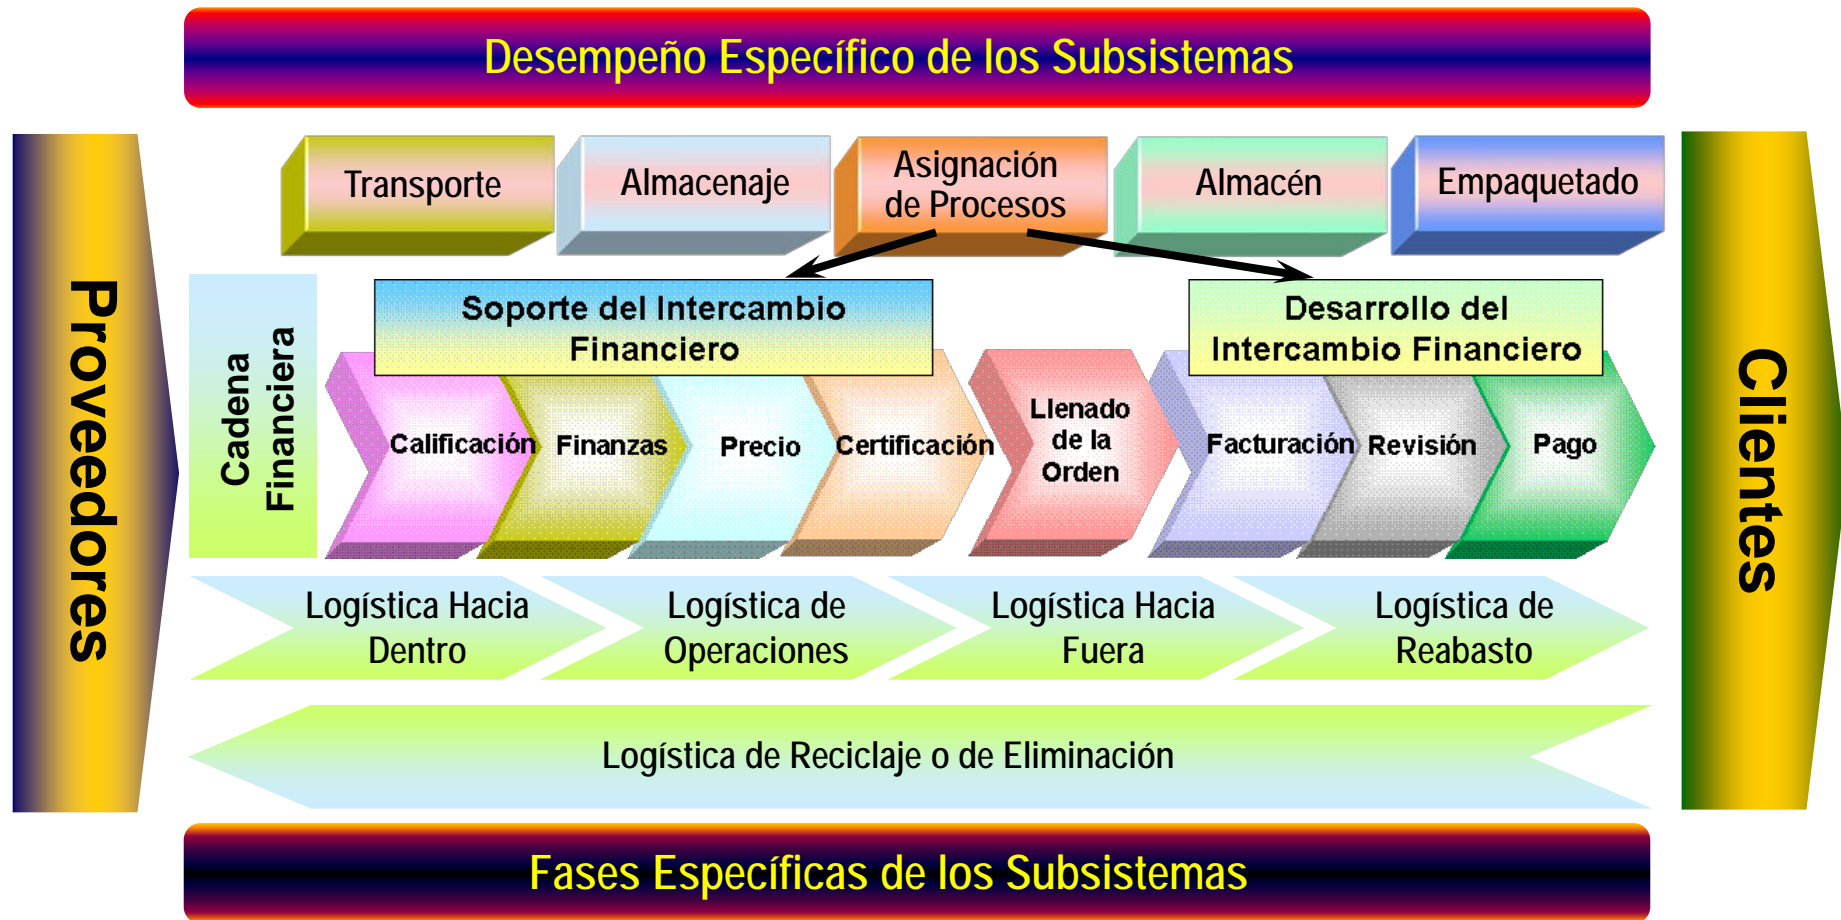 Desempeño Específico de los Subsistemas
Proveedores
Transporte
Almacenaje
Asignación
de Procesos
Almacén
Empaquetado
Cadena
Financiera
Soporte del Intercambio
Financiero
Desarrollo del
Intercambio Financiero
Calificación
Finanzas
Precio
Certificación
Llenado
de la
Orden
Facturación
Revisión
Pago
Logística Hacia
Dentro
Logística de
Operaciones
Logística Hacia
Fuera
Logística de
Reabasto
Logística de Reciclaje o de Eliminación
Clientes
Fases Específicas de los Subsistemas